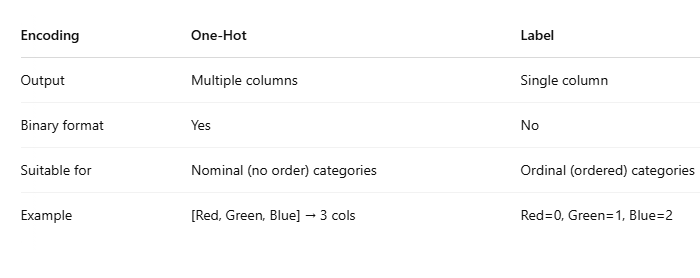 Encoding One-Hot Label
Output Multiple columns Single column
Binary format Yes No
Suitable for Nominal (no order) categories Ordinal (ordered) categories
Example [Red, Green, Blue] → 3 cols Red=0, Green=1, Blue=2